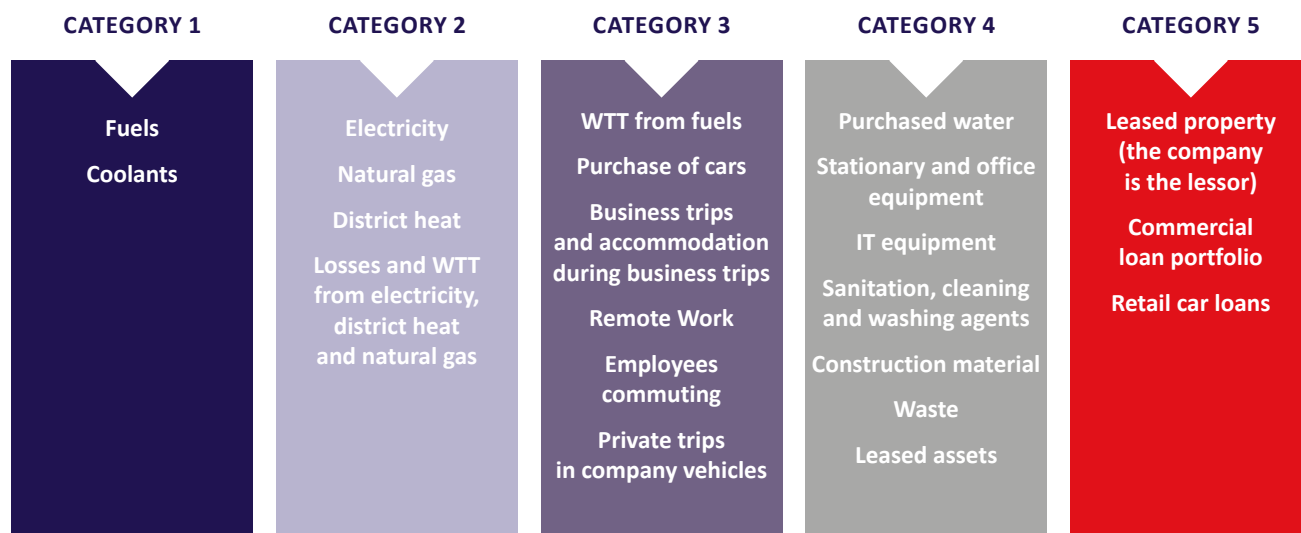 CATEGORY 1
Fuels
Coolants
CATEGORY 2
Electricity
Natural gas
District heat
Losses and WTT
from electricity,
district heat
and natural gas
CATEGORY 3
WTT from fuels
Purchase of cars
Business trips
and accommodation
during business trips
Remote Work
Employees
commuting
Private trips
in company vehicles
CATEGORY 4
Purchased water
Stationary and office
equipment
IT equipment
Sanitation, cleaning
and washing agents
Construction material
Waste
Leased assets
CATEGORY 5
Leased property
(the company
is the lessor)
Commercial
loan portfolio
Retail car loans